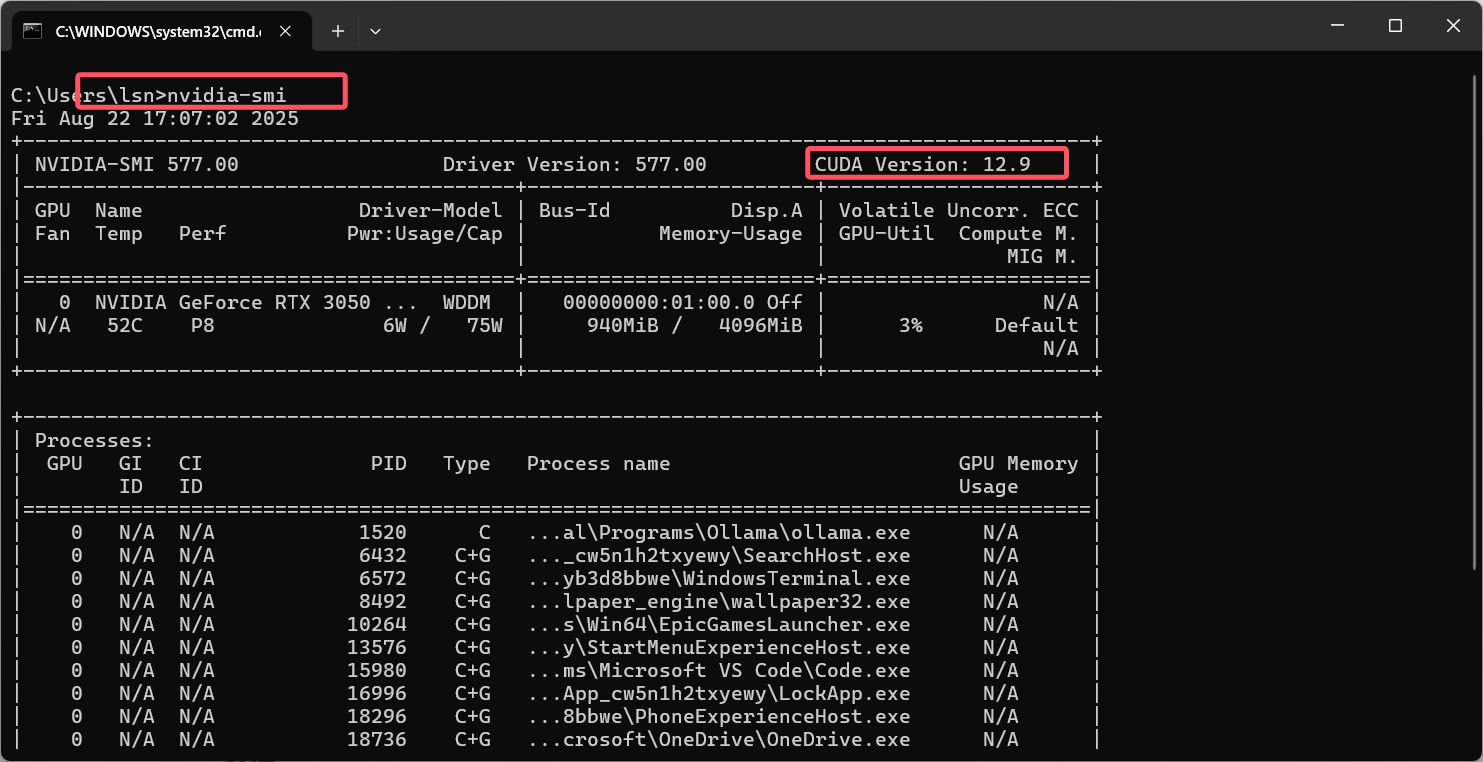 C:\WINDOWS\system32\cmd.e
C:\Users\lsn>nvidia-smi
Fri Aug 22 17:07:02 2025
+-----------------------------------------------------------------------------------------+
| NVIDIA-SMI 577.00                 Driver Version: 577.00         CUDA Version: 12.9     |
|-----------------------------------------+------------------------+----------------------+
| GPU  Name                  Driver-Model | Bus-Id          Disp.A | Volatile Uncorr. ECC |
| Fan  Temp   Perf          Pwr:Usage/Cap |           Memory-Usage | GPU-Util  Compute M. |
|                                         |                        |               MIG M. |
|=========================================+========================+======================|
|   0  NVIDIA GeForce RTX 3050 ...  WDDM  |   00000000:01:00.0 Off |                  N/A |
| N/A   52C    P8              6W /   75W |     940MiB /   4096MiB |      3%      Default |
|                                         |                        |                  N/A |
+-----------------------------------------+------------------------+----------------------+
+-----------------------------------------------------------------------------------------+
| Processes:                                                                              |
|  GPU   GI   CI              PID   Type   Process name                        GPU Memory |
|        ID   ID                                                               Usage      |
|=========================================================================================|
|    0   N/A  N/A            1520      C   ...al\Programs\Ollama\ollama.exe      N/A      |
|    0   N/A  N/A            6432    C+G   ..._cw5n1h2txyewy\SearchHost.exe      N/A      |
|    0   N/A  N/A            6572    C+G   ...yb3d8bbwe\WindowsTerminal.exe      N/A      |
|    0   N/A  N/A            8492    C+G   ...lpaper_engine\wallpaper32.exe      N/A      |
|    0   N/A  N/A           10264    C+G   ...s\Win64\EpicGamesLauncher.exe      N/A      |
|    0   N/A  N/A           13576    C+G   ...y\StartMenuExperienceHost.exe      N/A      |
|    0   N/A  N/A           15980    C+G   ...ms\Microsoft VS Code\Code.exe      N/A      |
|    0   N/A  N/A           16996    C+G   ...App_cw5n1h2txyewy\LockApp.exe      N/A      |
|    0   N/A  N/A           18296    C+G   ...8bbwe\PhoneExperienceHost.exe      N/A      |
|    0   N/A  N/A           18736    C+G   ...crosoft\OneDrive\OneDrive.exe      N/A      |